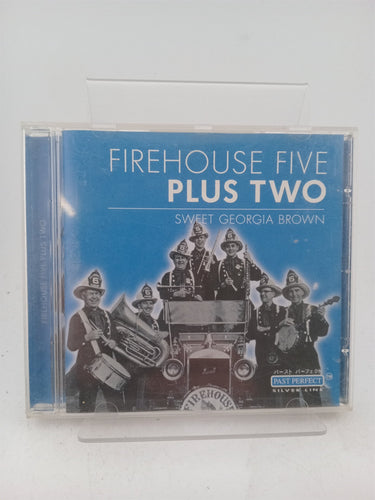 FIREHOUSE FIVE
PLUS TWO
SWEET GEORGIA BROWN
FIREHOUSE FIVE PLUS TWO
FIREHOUSE
パースト パーフェクト
PAST PERFECT
SILVER LINE